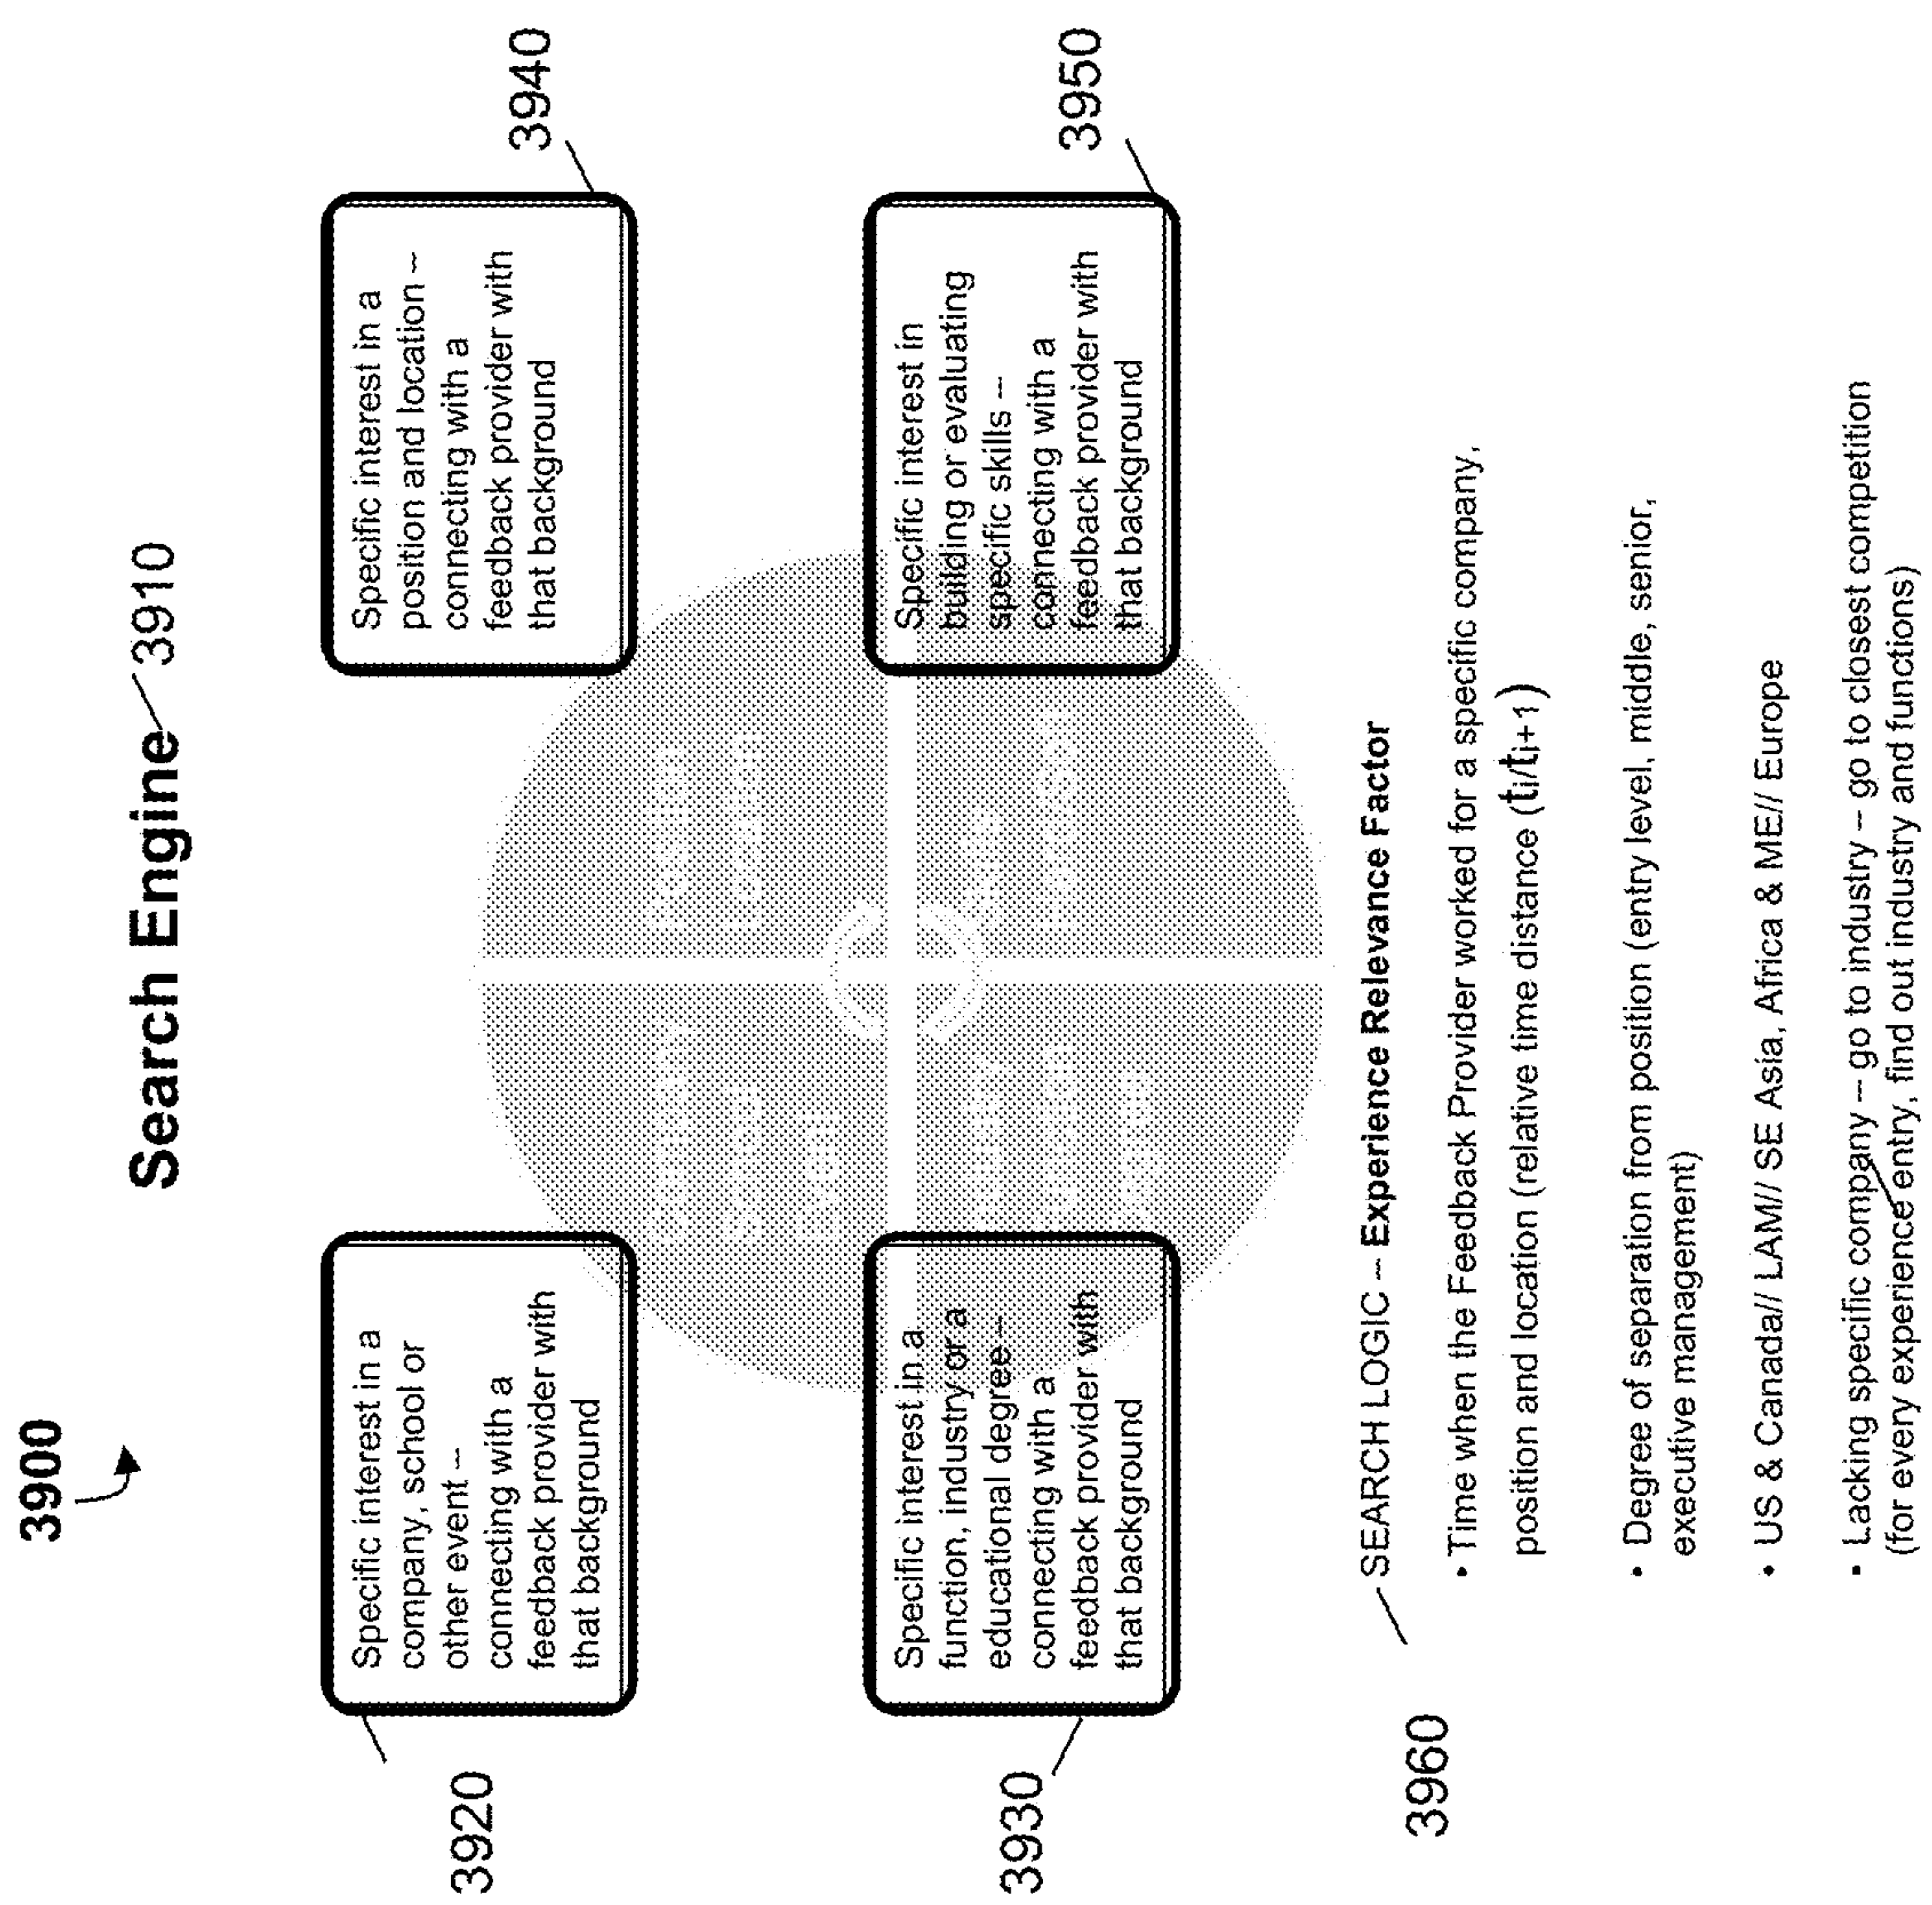 3900
Search Engine 3910
3920
Specific interest in a
company, school or
other event --
connecting with a
feedback provider with
that background
3940
Specific interest in a
position and location --
connecting with a
feedback provider with
that background
3930
Specific interest in a
function, industry or a
educational degree --
connecting with a
feedback provider with
that background
3950
Specific interest in
building or evaluating
specific skills --
connecting with a
feedback provider with
that background
3960
SEARCH LOGIC -- Experience Relevance Factor
• Time when the Feedback Provider worked for a specific company,
position and location (relative time distance (ti/ti+1)
• Degree of separation from position (entry level, middle, senior,
executive management)
• US & Canada// LAM// SE Asia, Africa & ME// Europe
• Lacking specific company – go to industry – go to closest competition
(for every experience entry, find out industry and functions)